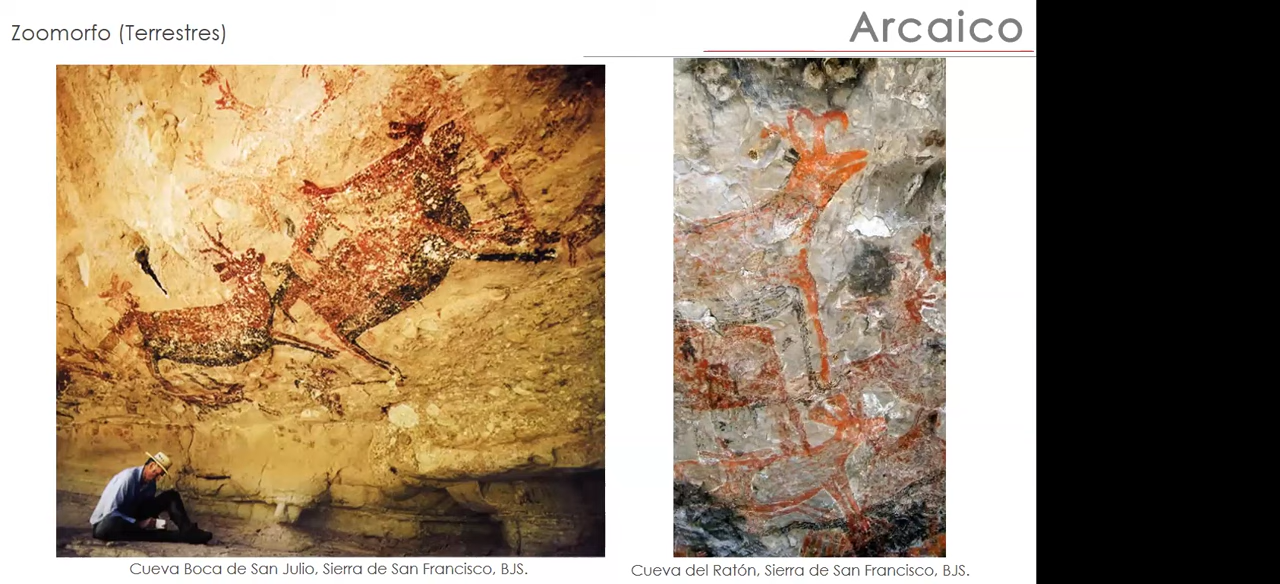 Zoomorfo (Terrestres)
Arcaico
Cueva Boca de San Julio, Sierra de San Francisco, BJS.
Cueva del Ratón, Sierra de San Francisco, BJS.